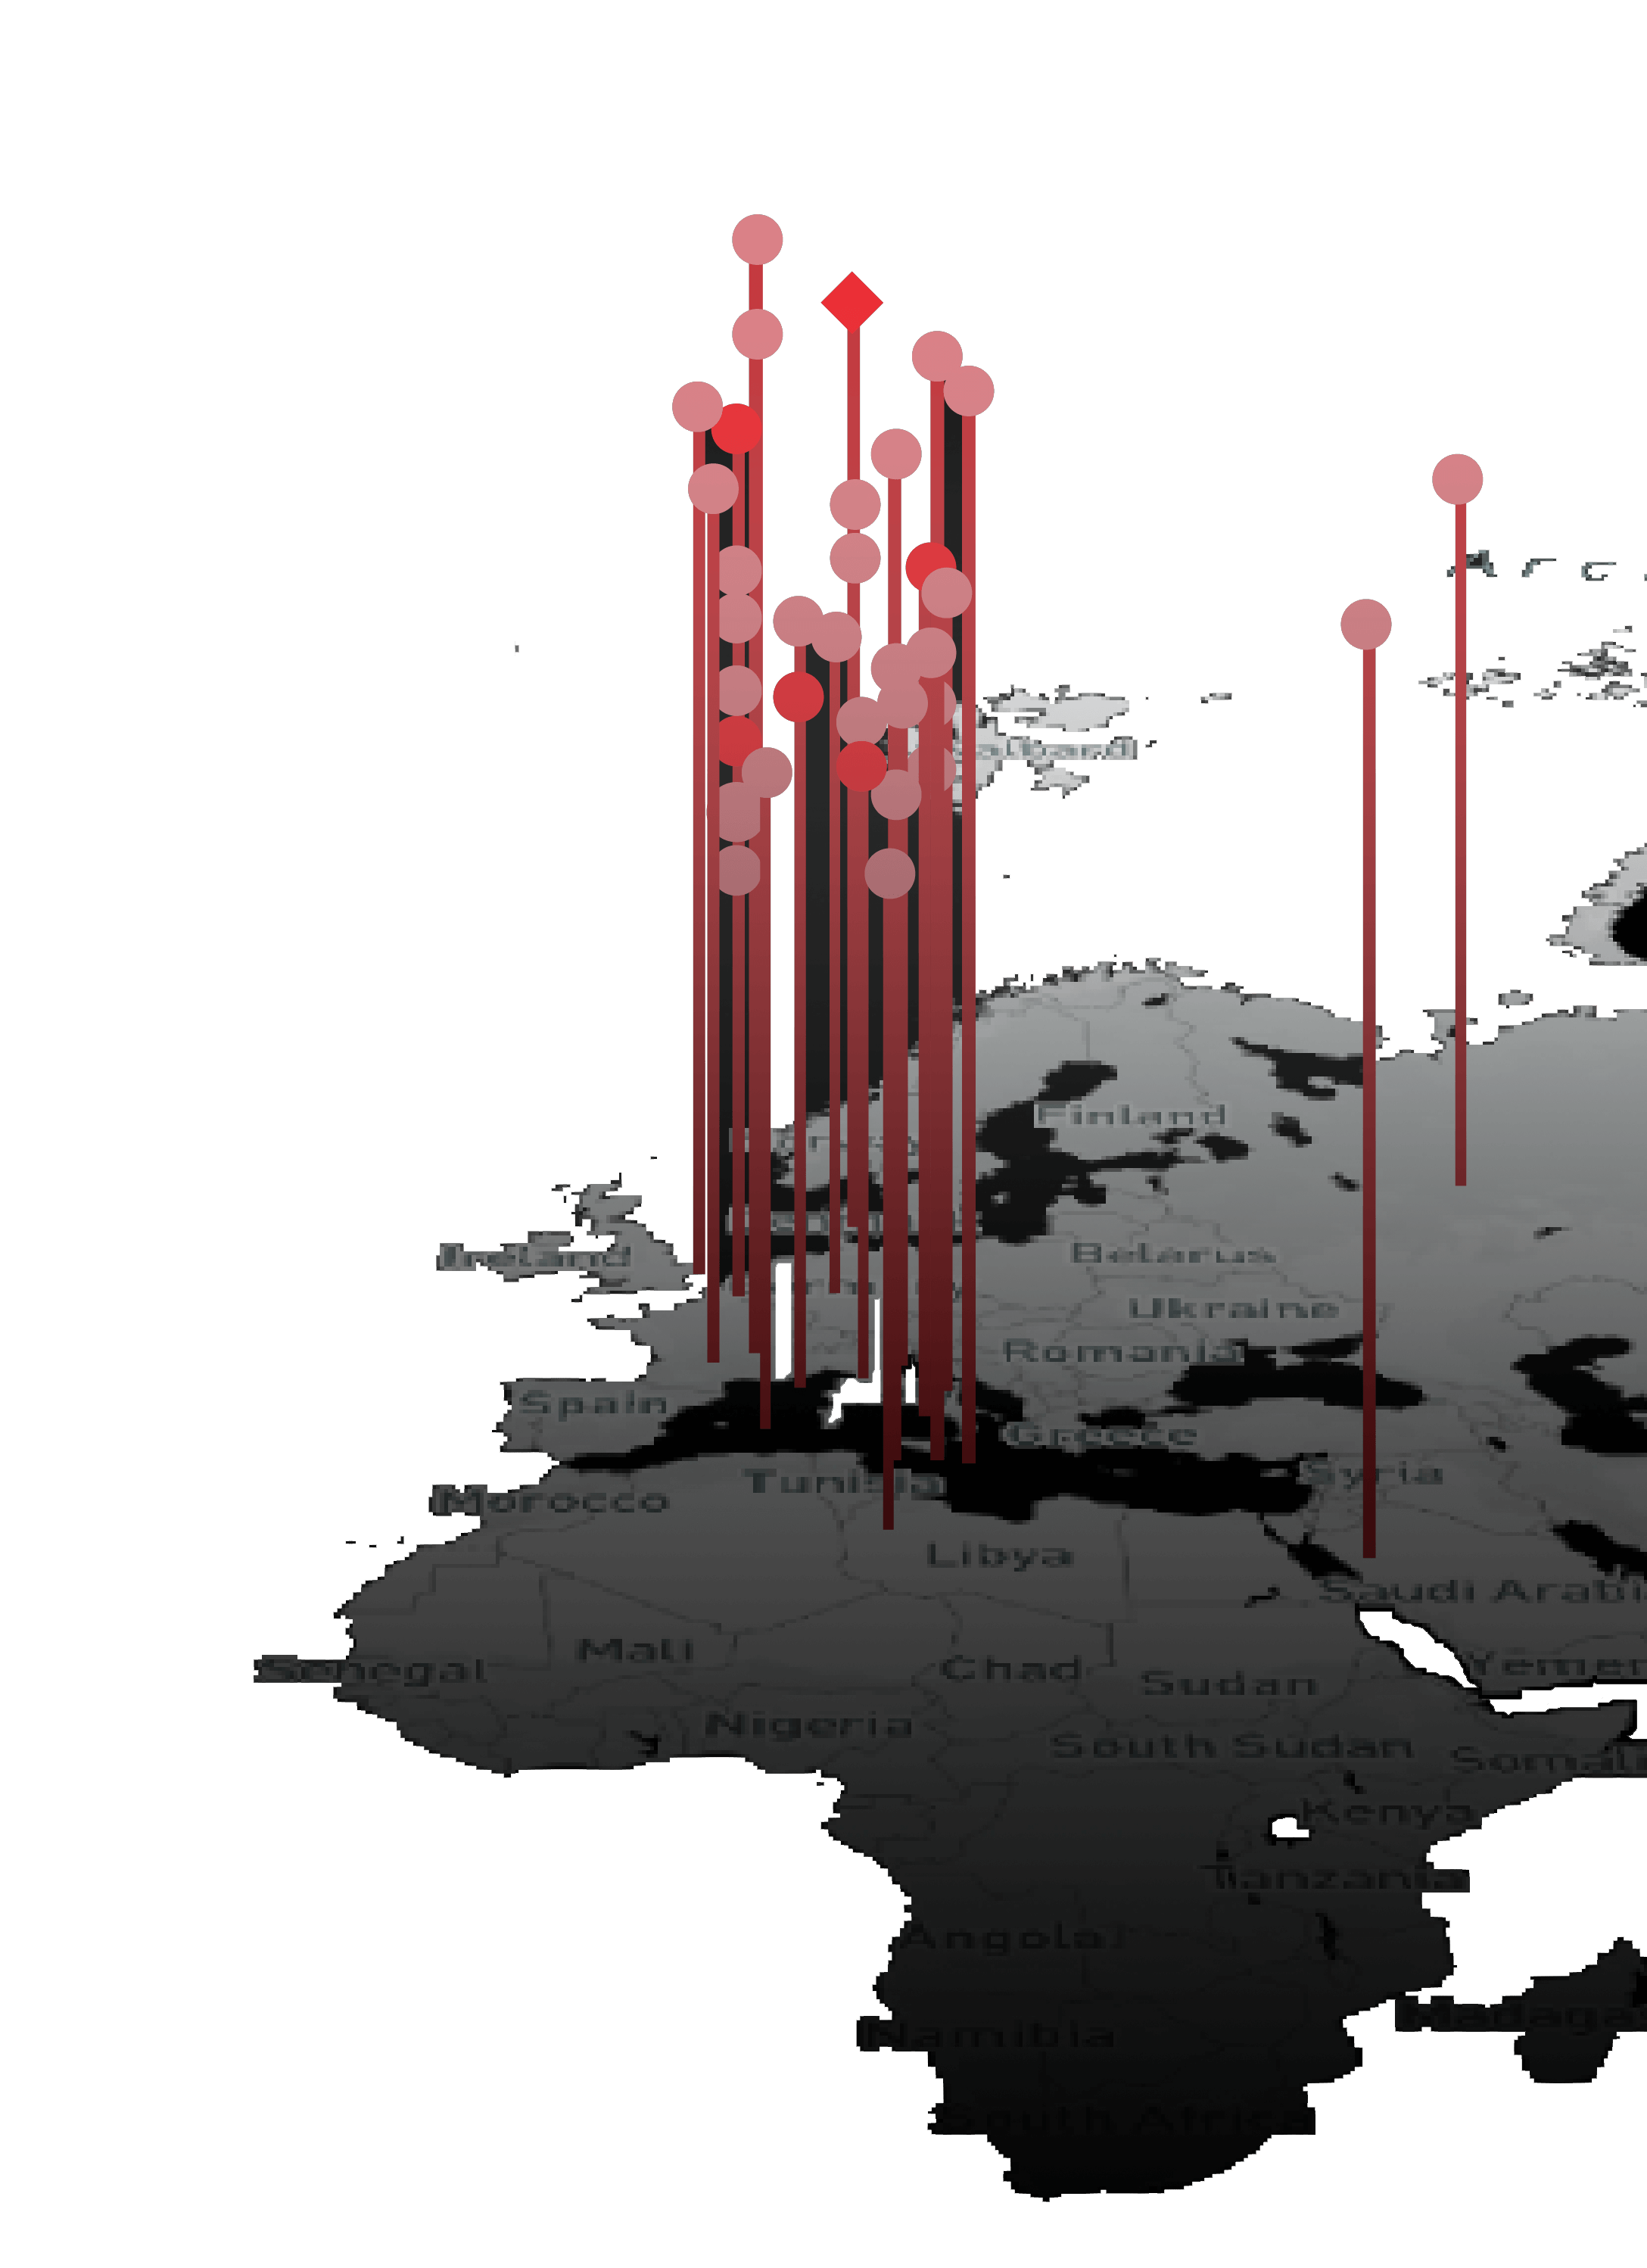 Arc
Finland
Belarus
Ireland
Ukraine
Romania
Spain
Greece
Syria
Tunisia
Morocco
Libya
Saudi Arabi
Mali
Chad
Yemen
Senegal
Sudan
Nigeria
South Sudan
Somali
Kenya
Tanzania
Angola
Madaga
Namibia
South Africa